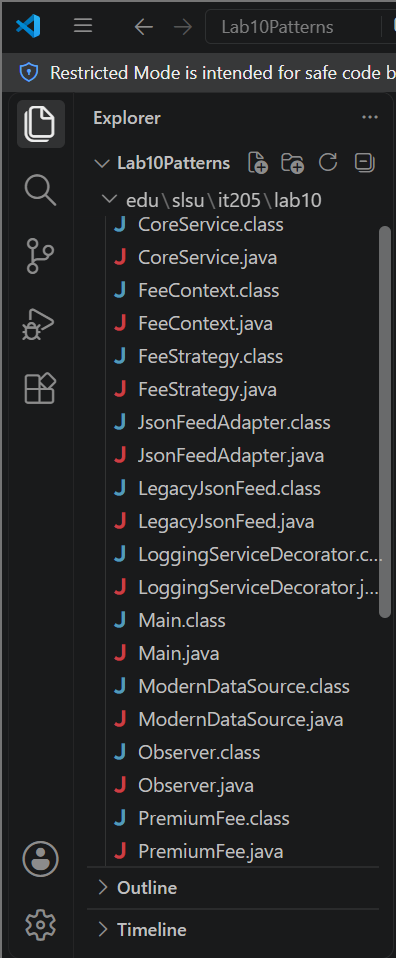 Lab10Patterns
Restricted Mode is intended for safe code b
Explorer
Lab10Patterns
edu\slsu\it205\lab10
CoreService.class
CoreService.java
FeeContext.class
FeeContext.java
FeeStrategy.class
FeeStrategy.java
JsonFeedAdapter.class
JsonFeedAdapter.java
LegacyJsonFeed.class
LegacyJsonFeed.java
LoggingServiceDecorator.c...
LoggingServiceDecorator.j...
Main.class
Main.java
ModernDataSource.class
ModernDataSource.java
Observer.class
Observer.java
PremiumFee.class
PremiumFee.java
Outline
Timeline